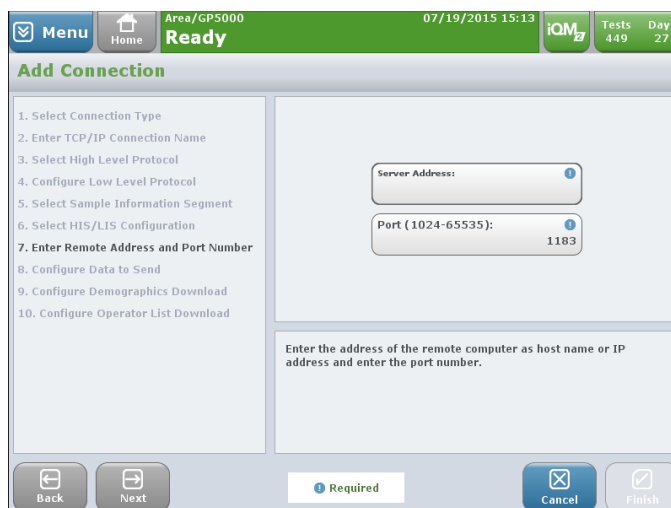 Menu
Home
Area/GP5000
07/19/2015 15:13
Ready
iQM2
Tests
449
Day
27
Add Connection
1. Select Connection Type
2. Enter TCP/IP Connection Name
3. Select High Level Protocol
4. Configure Low Level Protocol
5. Select Sample Information Segment
6. Select HIS/LIS Configuration
7. Enter Remote Address and Port Number
8. Configure Data to Send
9. Configure Demographics Download
10. Configure Operator List Download
Server Address:
Port (1024-65535):
1183
Enter the address of the remote computer as host name or IP
address and enter the port number.
Back
Next
Required
Cancel
Finish